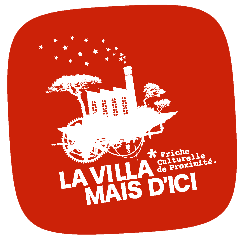 LA VILLA
MAIS D'ICI
* Friche
Culturelle
de Proximité.